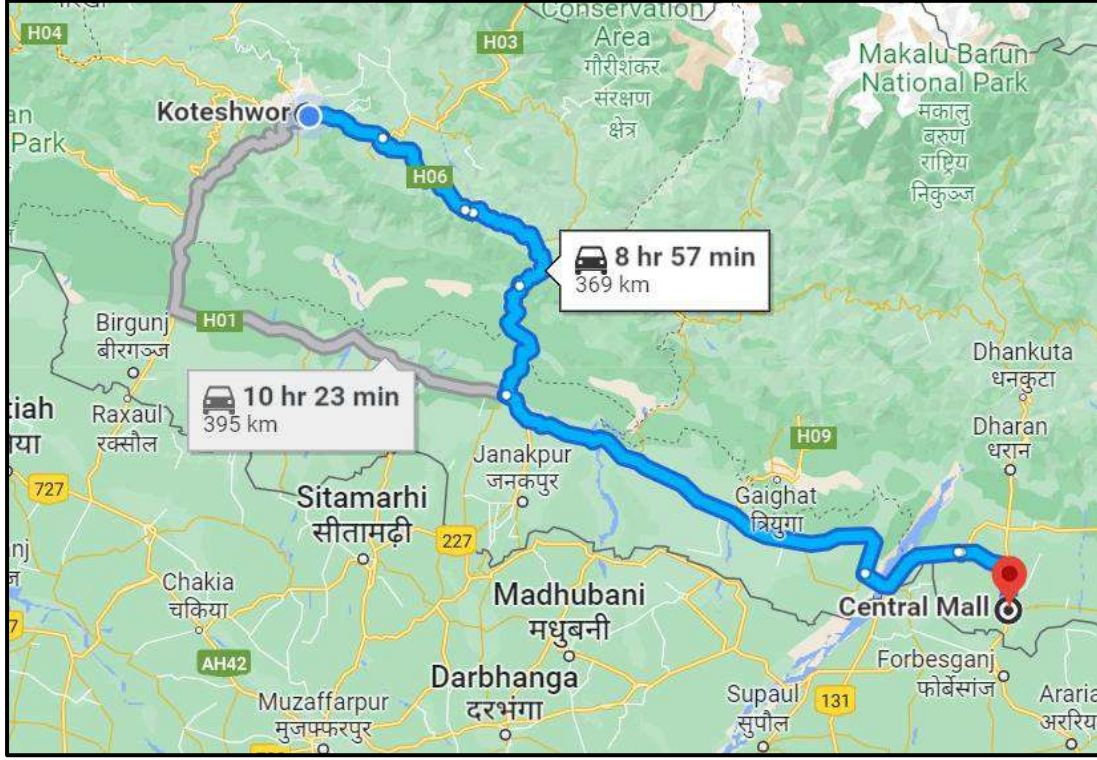 H04
H03
Conservation
Area
गौरीशंकर
संरक्षण
क्षेत्र
Makalu Barun
National Park
मकालु
बरुण
राष्ट्रिय
निकुञ्ज
Koteshwor
Park
H06
8 hr 57 min
369 km
Birgunj
बीरगञ्ज
H01
10 hr 23 min
395 km
Raxaul
रक्सौल
tiah
Dhankuta
धनकुटा
Dharan
धरान
H09
Janakpur
जनकपुर
Gaighat
त्रियुगा
727
Sitamarhi
सीतामढ़ी
227
Chakia
चकिया
Madhubani
मधुबनी
Central Mall
AH42
Darbhanga
दरभंगा
Forbesganj
फोर्बेसगंज
Muzaffarpur
मुजफ्फरपुर
Supaul
सुपौल
131
Araria
अररिय